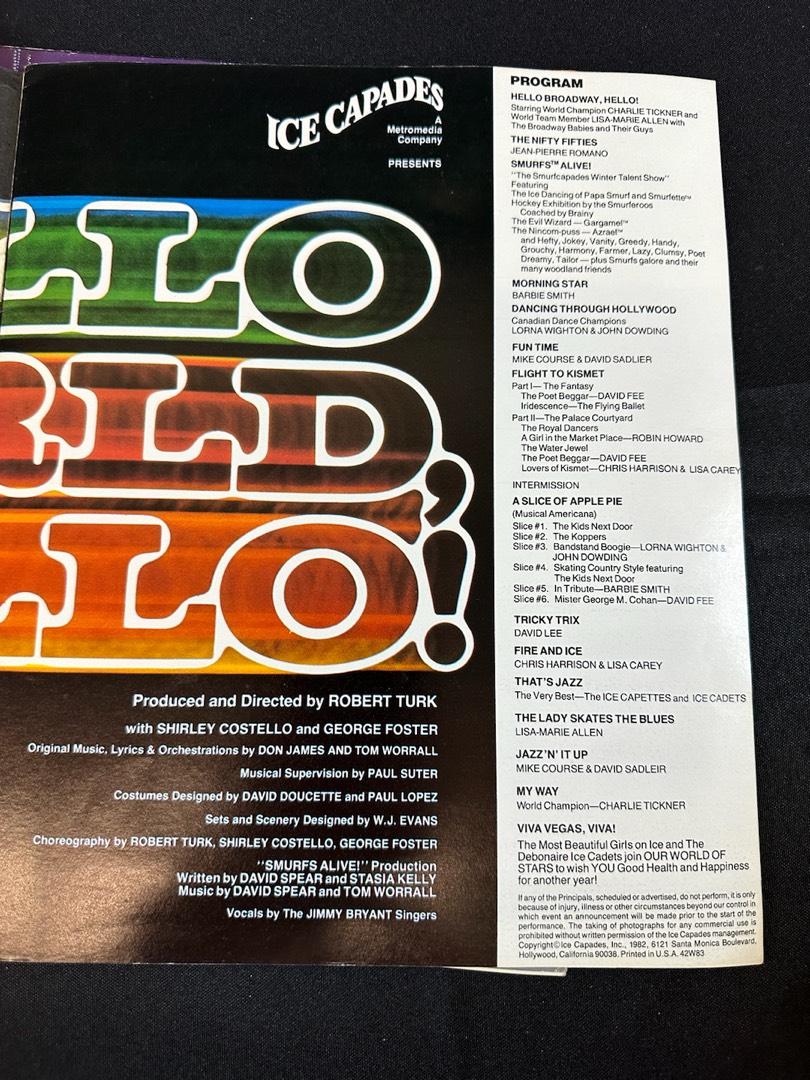 ICE CAPADES
A
Metromedia
Company
PRESENTS
LLO
RLD,
LLO!
Produced and Directed by ROBERT TURK
with SHIRLEY COSTELLO and GEORGE FOSTER
Original Music, Lyrics & Orchestrations by DON JAMES AND TOM WORRALL
Musical Supervision by PAUL SUTER
Costumes Designed by DAVID DOUCETTE and PAUL LOPEZ
Sets and Scenery Designed by W.J. EVANS
Choreography by ROBERT TURK, SHIRLEY COSTELLO, GEORGE FOSTER
"SMURFS ALIVE!" Production
Written by DAVID SPEAR and STASIA KELLY
Music by DAVID SPEAR and TOM WORRALL
Vocals by The JIMMY BRYANT Singers
PROGRAM
HELLO BROADWAY, HELLO!
Starring World Champion CHARLIE TICKNER and
World Team Member LISA-MARIE ALLEN with
The Broadway Babies and Their Guys
THE NIFTY FIFTIES
JEAN-PIERRE ROMANO
SMURFS™ ALIVE!
"The Smurfcapades Winter Talent Show"
Featuring
The Ice Dancing of Papa Smurf and Smurfette™
Hockey Exhibition by the Smurferoos
Coached by Brainy
The Evil Wizard — Gargamel™
The Nincom-puss — Azrael™
and Hefty, Jokey, Vanity, Greedy, Handy,
Grouchy, Harmony, Farmer, Lazy, Clumsy, Poet
Dreamy, Tailor — plus Smurfs galore and their
many woodland friends
MORNING STAR
BARBIE SMITH
DANCING THROUGH HOLLYWOOD
Canadian Dance Champions
LORNA WIGHTON & JOHN DOWDING
FUN TIME
MIKE COURSE & DAVID SADLIER
FLIGHT TO KISMET
Part I—The Fantasy
The Poet Beggar—DAVID FEE
Iridescence—The Flying Ballet
Part II—The Palace Courtyard
The Royal Dancers
A Girl in the Market Place—ROBIN HOWARD
The Water Jewel
The Poet Beggar—DAVID FEE
Lovers of Kismet—CHRIS HARRISON & LISA CAREY
INTERMISSION
A SLICE OF APPLE PIE
(Musical Americana)
Slice #1. The Kids Next Door
Slice #2. The Koppers
Slice #3. Bandstand Boogie—LORNA WIGHTON &
JOHN DOWDING
Slice #4. Skating Country Style featuring
The Kids Next Door
Slice #5. In Tribute—BARBIE SMITH
Slice #6. Mister George M. Cohan—DAVID FEE
TRICKY TRIX
DAVID LEE
FIRE AND ICE
CHRIS HARRISON & LISA CAREY
THAT'S JAZZ
The Very Best—The ICE CAPETTES and ICE CADETS
THE LADY SKATES THE BLUES
LISA-MARIE ALLEN
JAZZ 'N' IT UP
MIKE COURSE & DAVID SADLEIR
MY WAY
World Champion—CHARLIE TICKNER
VIVA VEGAS, VIVA!
The Most Beautiful Girls on Ice and The
Debonaire Ice Cadets join OUR WORLD OF
STARS to wish YOU Good Health and Happiness
for another year!
If any of the Principals, scheduled or advertised, do not perform, it is only
because of injury, illness or other circumstances beyond our control in
which event an announcement will be made prior to the start of the
performance. The taking of photographs for any commercial use is
prohibited without written permission of the Ice Capades management.
Copyright © Ice Capades, Inc., 1982, 6121 Santa Monica Boulevard,
Hollywood, California 90038. Printed in U.S.A. 42W83